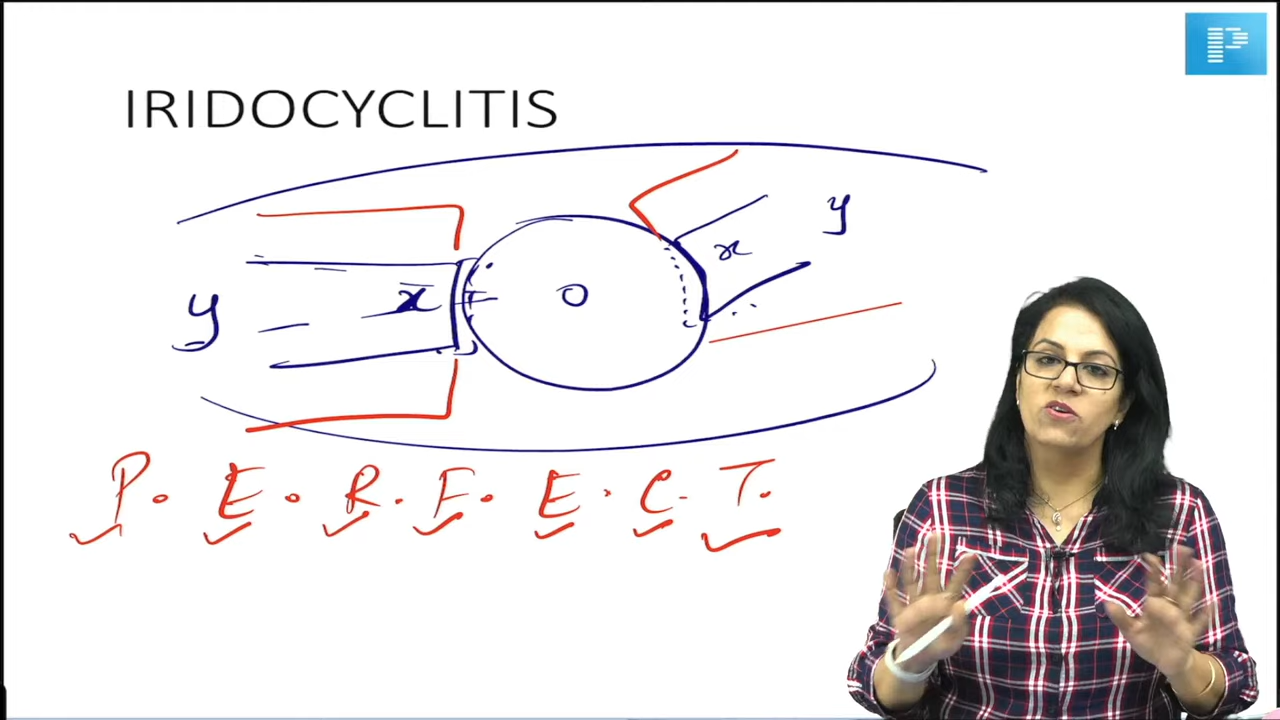 P
IRIDOCYCLITIS
y x O x y
P. E. R. F. E. C. T.